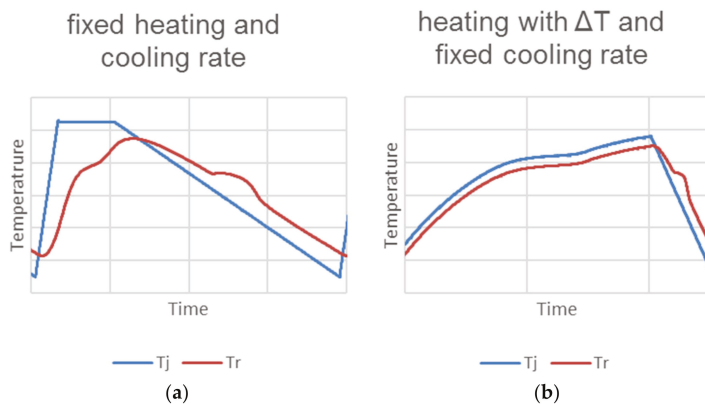 fixed heating and
cooling rate
Temperatrure
Time
Tj Tr
(a)
heating with ΔT and
fixed cooling rate
Temperature
Time
Tj Tr
(b)